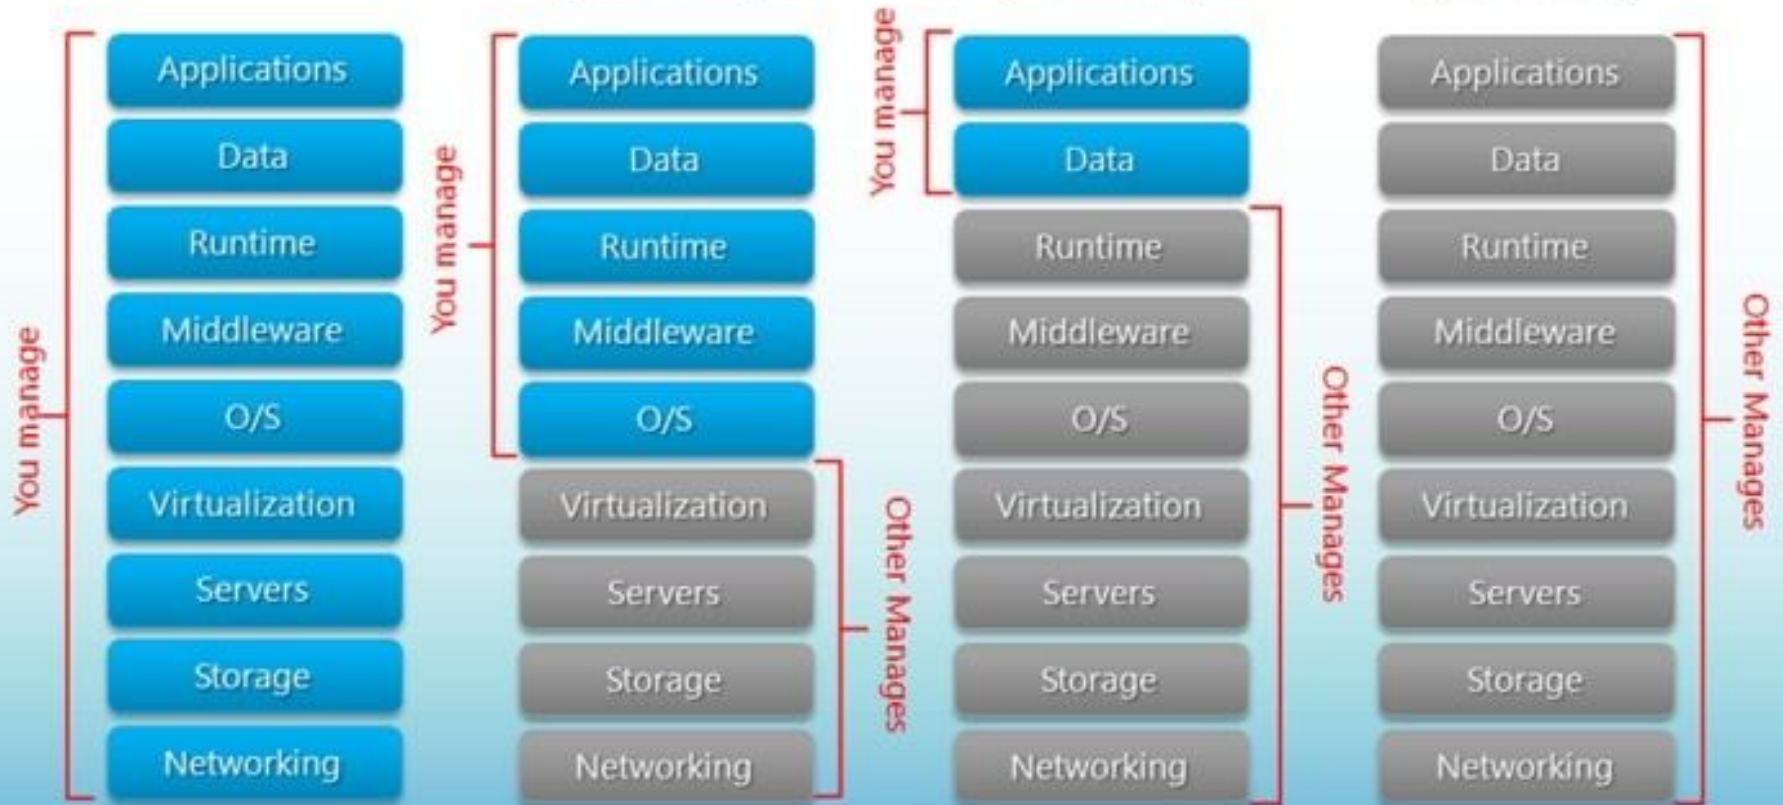 You manage
Applications
Data
Runtime
Middleware
O/S
Virtualization
Servers
Storage
Networking
You manage
Applications
Data
Runtime
Middleware
O/S
Virtualization
Servers
Storage
Networking
Other Manages
You manage
Applications
Data
Runtime
Middleware
O/S
Virtualization
Servers
Storage
Networking
Other Manages
Applications
Data
Runtime
Middleware
O/S
Virtualization
Servers
Storage
Networking
Other Manages